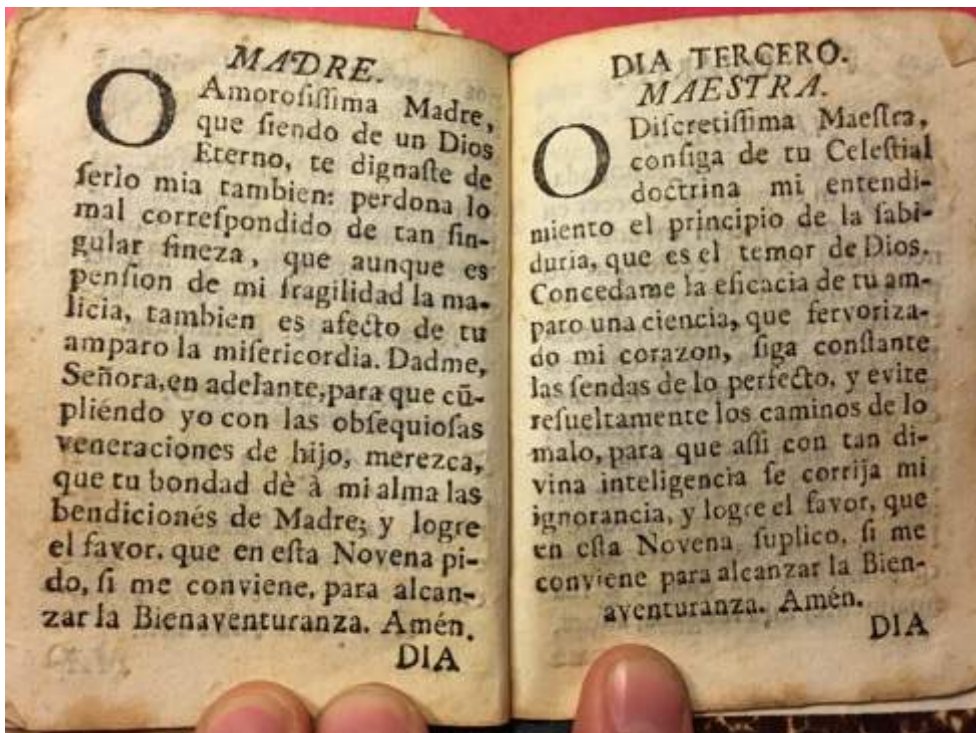 MADRE.
O Amorosiſſima Madre,
que ſiendo de un Dios
Eterno, te dignaſte de
ſerlo mia tambien: perdona lo
mal correſpondido de tan ſin-
gular fineza, que aunque es
penſion de mi fragilidad la ma-
licia, tambien es afecto de tu
amparo la miſericordia. Dadme,
Señora, en adelante, para que cũ-
pliéndo yo con las obſequioſas
veneraciones de hijo, merezca,
que tu bondad dè à mi alma las
bendicionés de Madre; y logre
el favor. que en eſta Novena pi-
do, ſi me conviene, para alcan-
zar la Bienaventuranza. Amén.
DIA
DIA TERCERO.
MAESTRA.
O Diſcretiſſima Maeſtra,
conſiga de tu Celeſtial
doctrina mi entendi-
miento el principio de la ſabi-
duria, que es el temor de Dios.
Concedame la eficacia de tu am-
paro una ciencia, que fervoriza-
do mi corazon, ſiga conſtante
las ſendas de lo perfecto, y evite
reſueltamente los caminos de lo
malo, para que aſſi con tan di-
vina inteligencia ſe corrija mi
ignorancia, y logre el favor, que
en eſta Novena ſuplico, ſi me
conviene para alcanzar la Bien-
aventuranza. Amén.
DIA